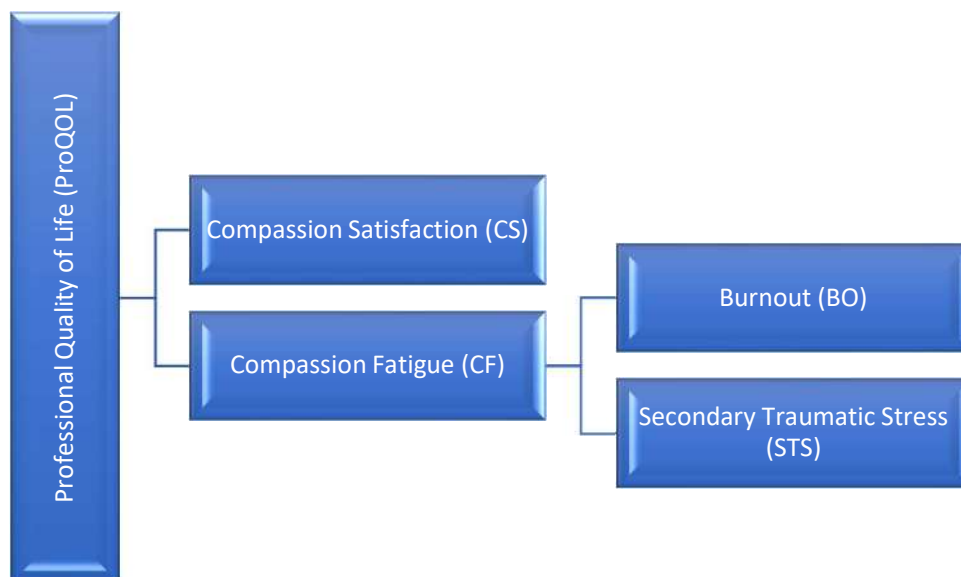 Professional Quality of Life (ProQOL)
Compassion Satisfaction (CS)
Compassion Fatigue (CF)
Burnout (BO)
Secondary Traumatic Stress
(STS)